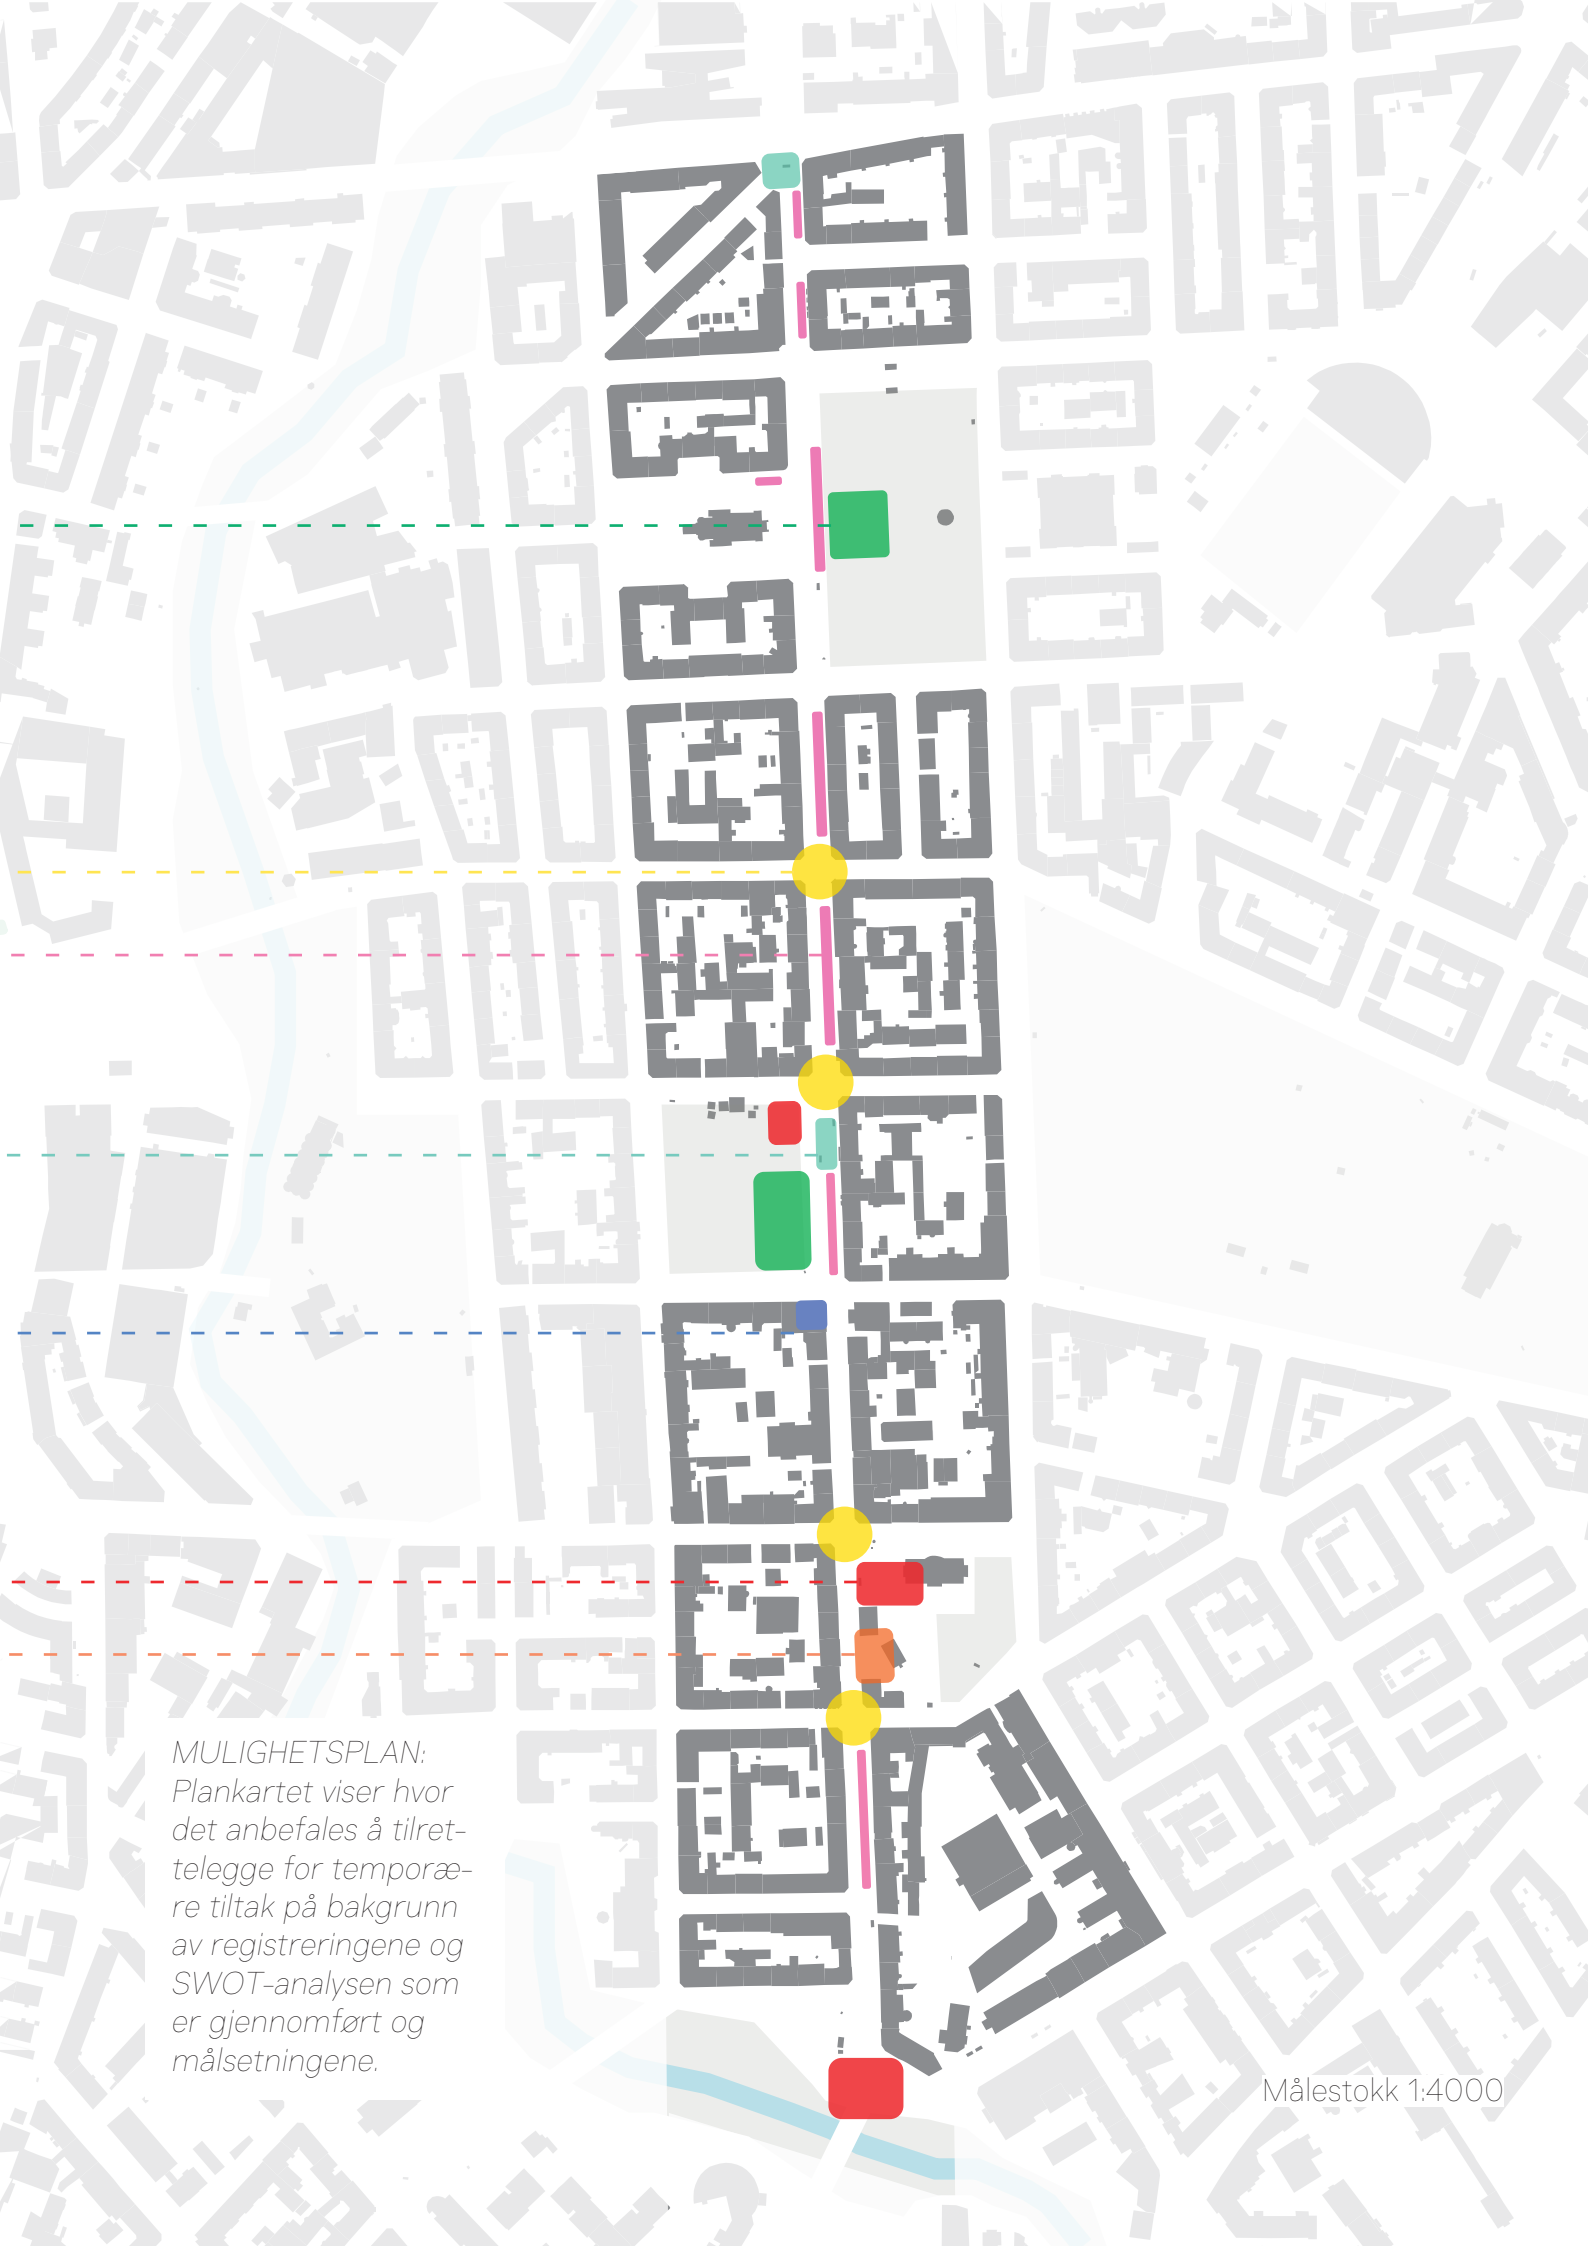 MULIGHETSPLAN:
Plankartet viser hvor
det anbefales å tilret-
telegge for temporæ-
re tiltak på bakgrunn
av registreringene og
SWOT-analysen som
er gjennomført og
målsetningene.
Målestokk 1:4000